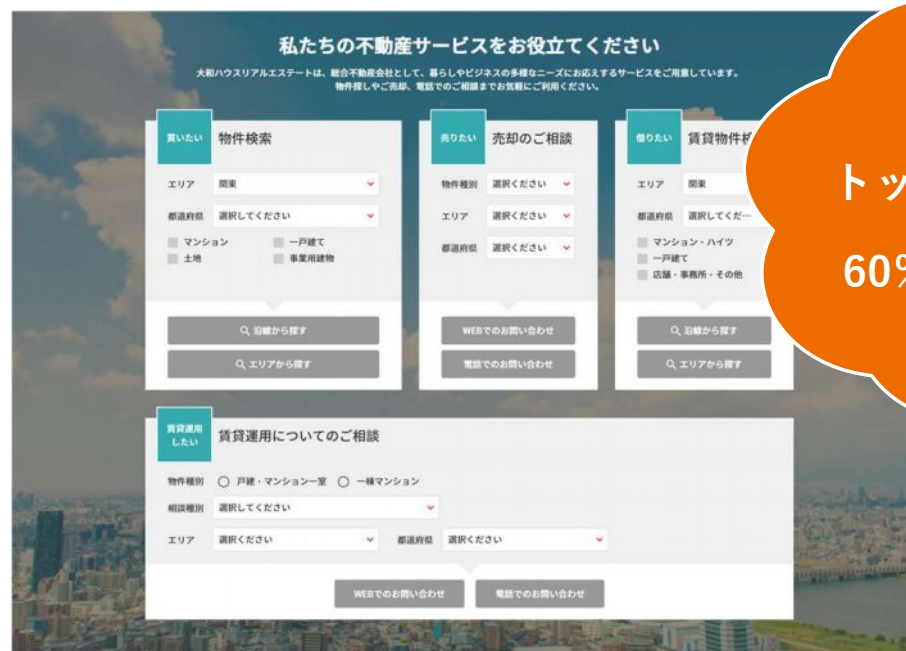 私たちの不動産サービスをお役立てください
大和ハウスリアルエステートは、総合不動産会社として、暮らしやビジネスの多様なニーズにお応えするサービスをご用意しています。
物件探しやご売却、電話でのご相談までお気軽にご利用ください。
買いたい 物件検索
エリア 関東
都道府県 選択してください
マンション 一戸建て
土地 事業用建物
沿線から探す
エリアから探す
売りたい 売却のご相談
物件種別 選択ください
エリア 選択ください
都道府県 選択ください
WEBでのお問い合わせ
電話でのお問い合わせ
借りたい 賃貸物件検
エリア 関東
都道府県 選択してくだ…
マンション・ハイツ
一戸建て
店舗・事務所・その他
沿線から探す
エリアから探す
トッ
60%
賃貸運用
したい
賃貸運用についてのご相談
物件種別 戸建・マンション一室 一棟マンション
相談種別 選択してください
エリア 選択ください 都道府県 選択ください
WEBでのお問い合わせ 電話でのお問い合わせ